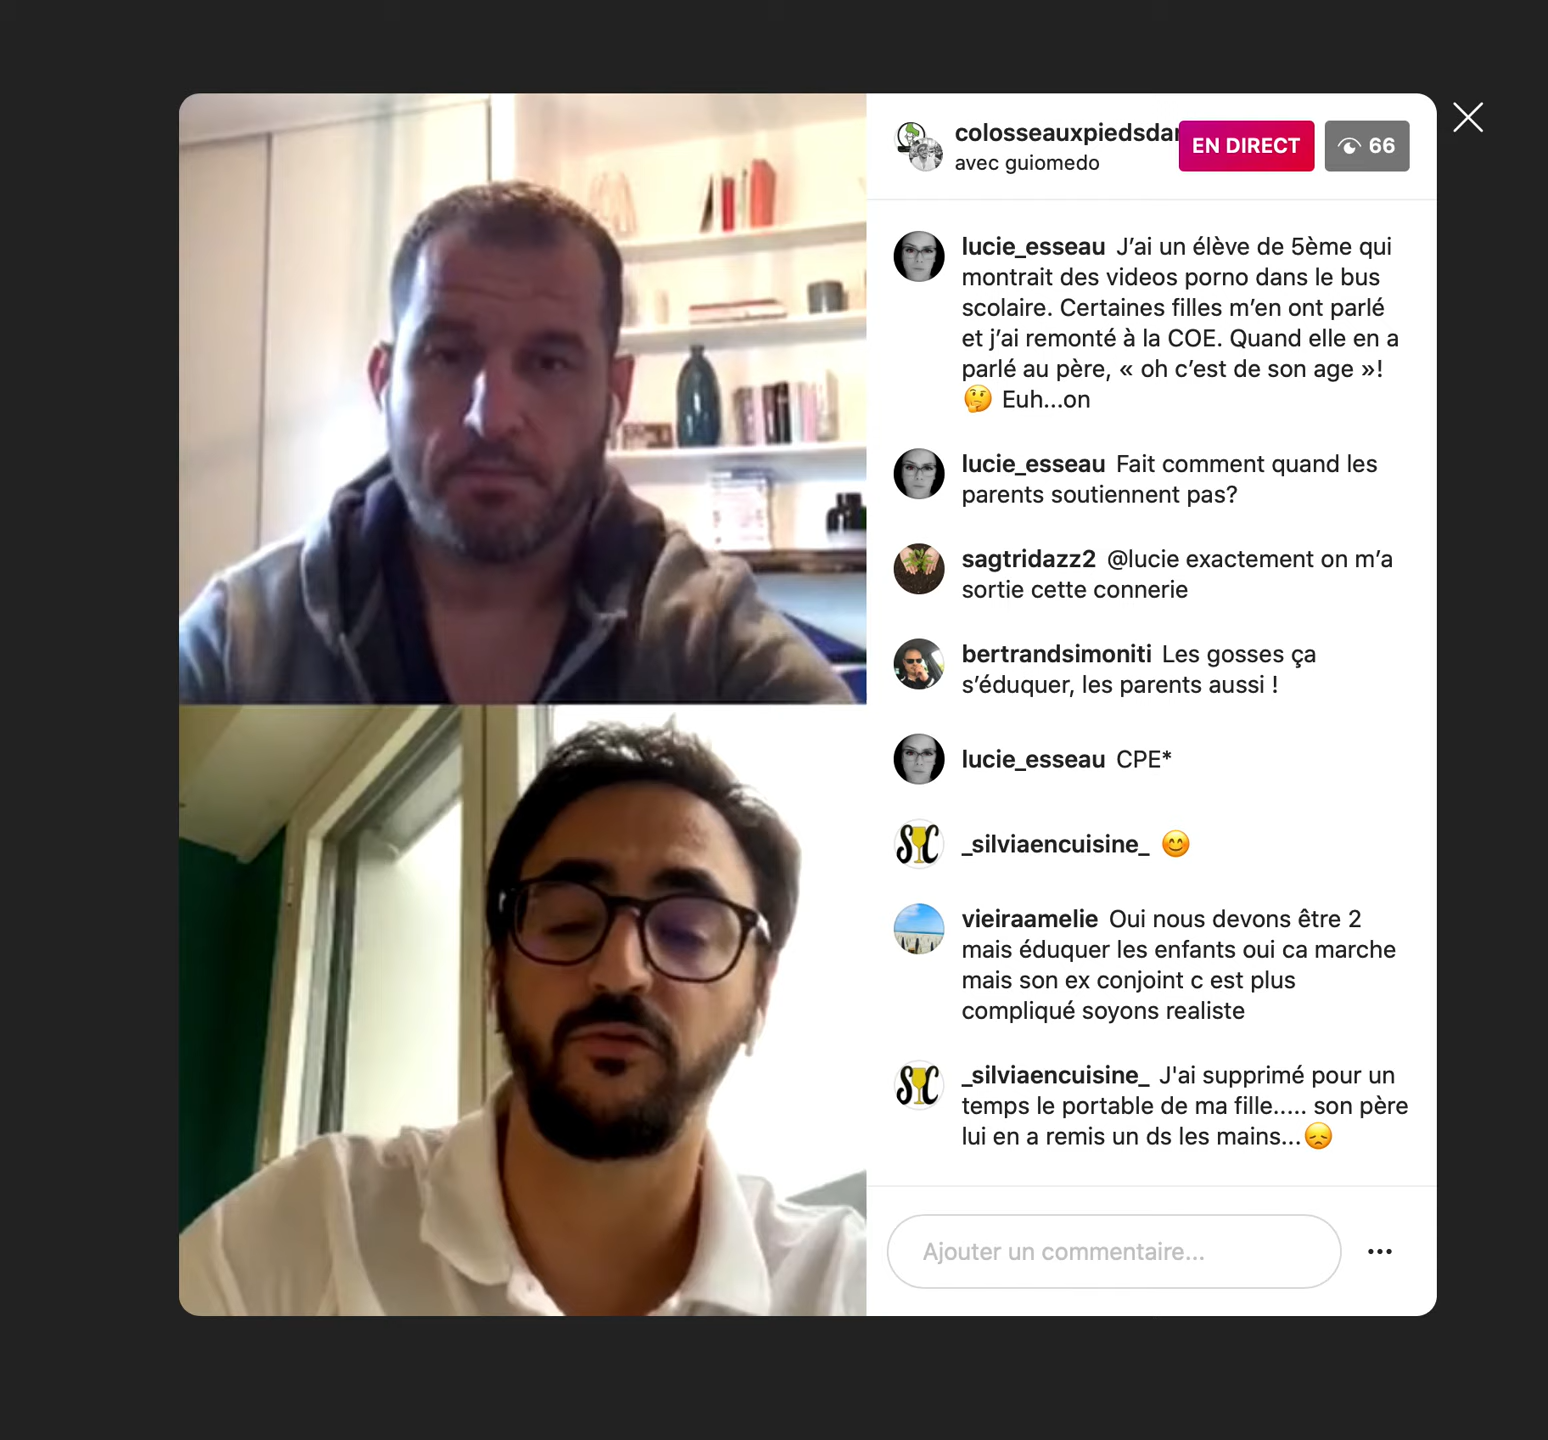 colosseauxpiedsdar
EN DIRECT
66
avec guiomedo
lucie_esseau J’ai un élève de 5ème qui
montrait des videos porno dans le bus
scolaire. Certaines filles m’en ont parlé
et j’ai remonté à la COE. Quand elle en a
parlé au père, « oh c’est de son age »!
🤔 Euh...on
lucie_esseau Fait comment quand les
parents soutiennent pas?
sagtridazz2 @lucie exactement on m’a
sortie cette connerie
bertrandsimoniti Les gosses ça
s’éduquer, les parents aussi !
lucie_esseau CPE*
SC
_silviaencuisine_ 😊
vieiraamelie Oui nous devons être 2
mais éduquer les enfants oui ca marche
mais son ex conjoint c est plus
compliqué soyons realiste
SC
_silviaencuisine_ J'ai supprimé pour un
temps le portable de ma fille..... son père
lui en a remis un ds les mains...😞
Ajouter un commentaire...